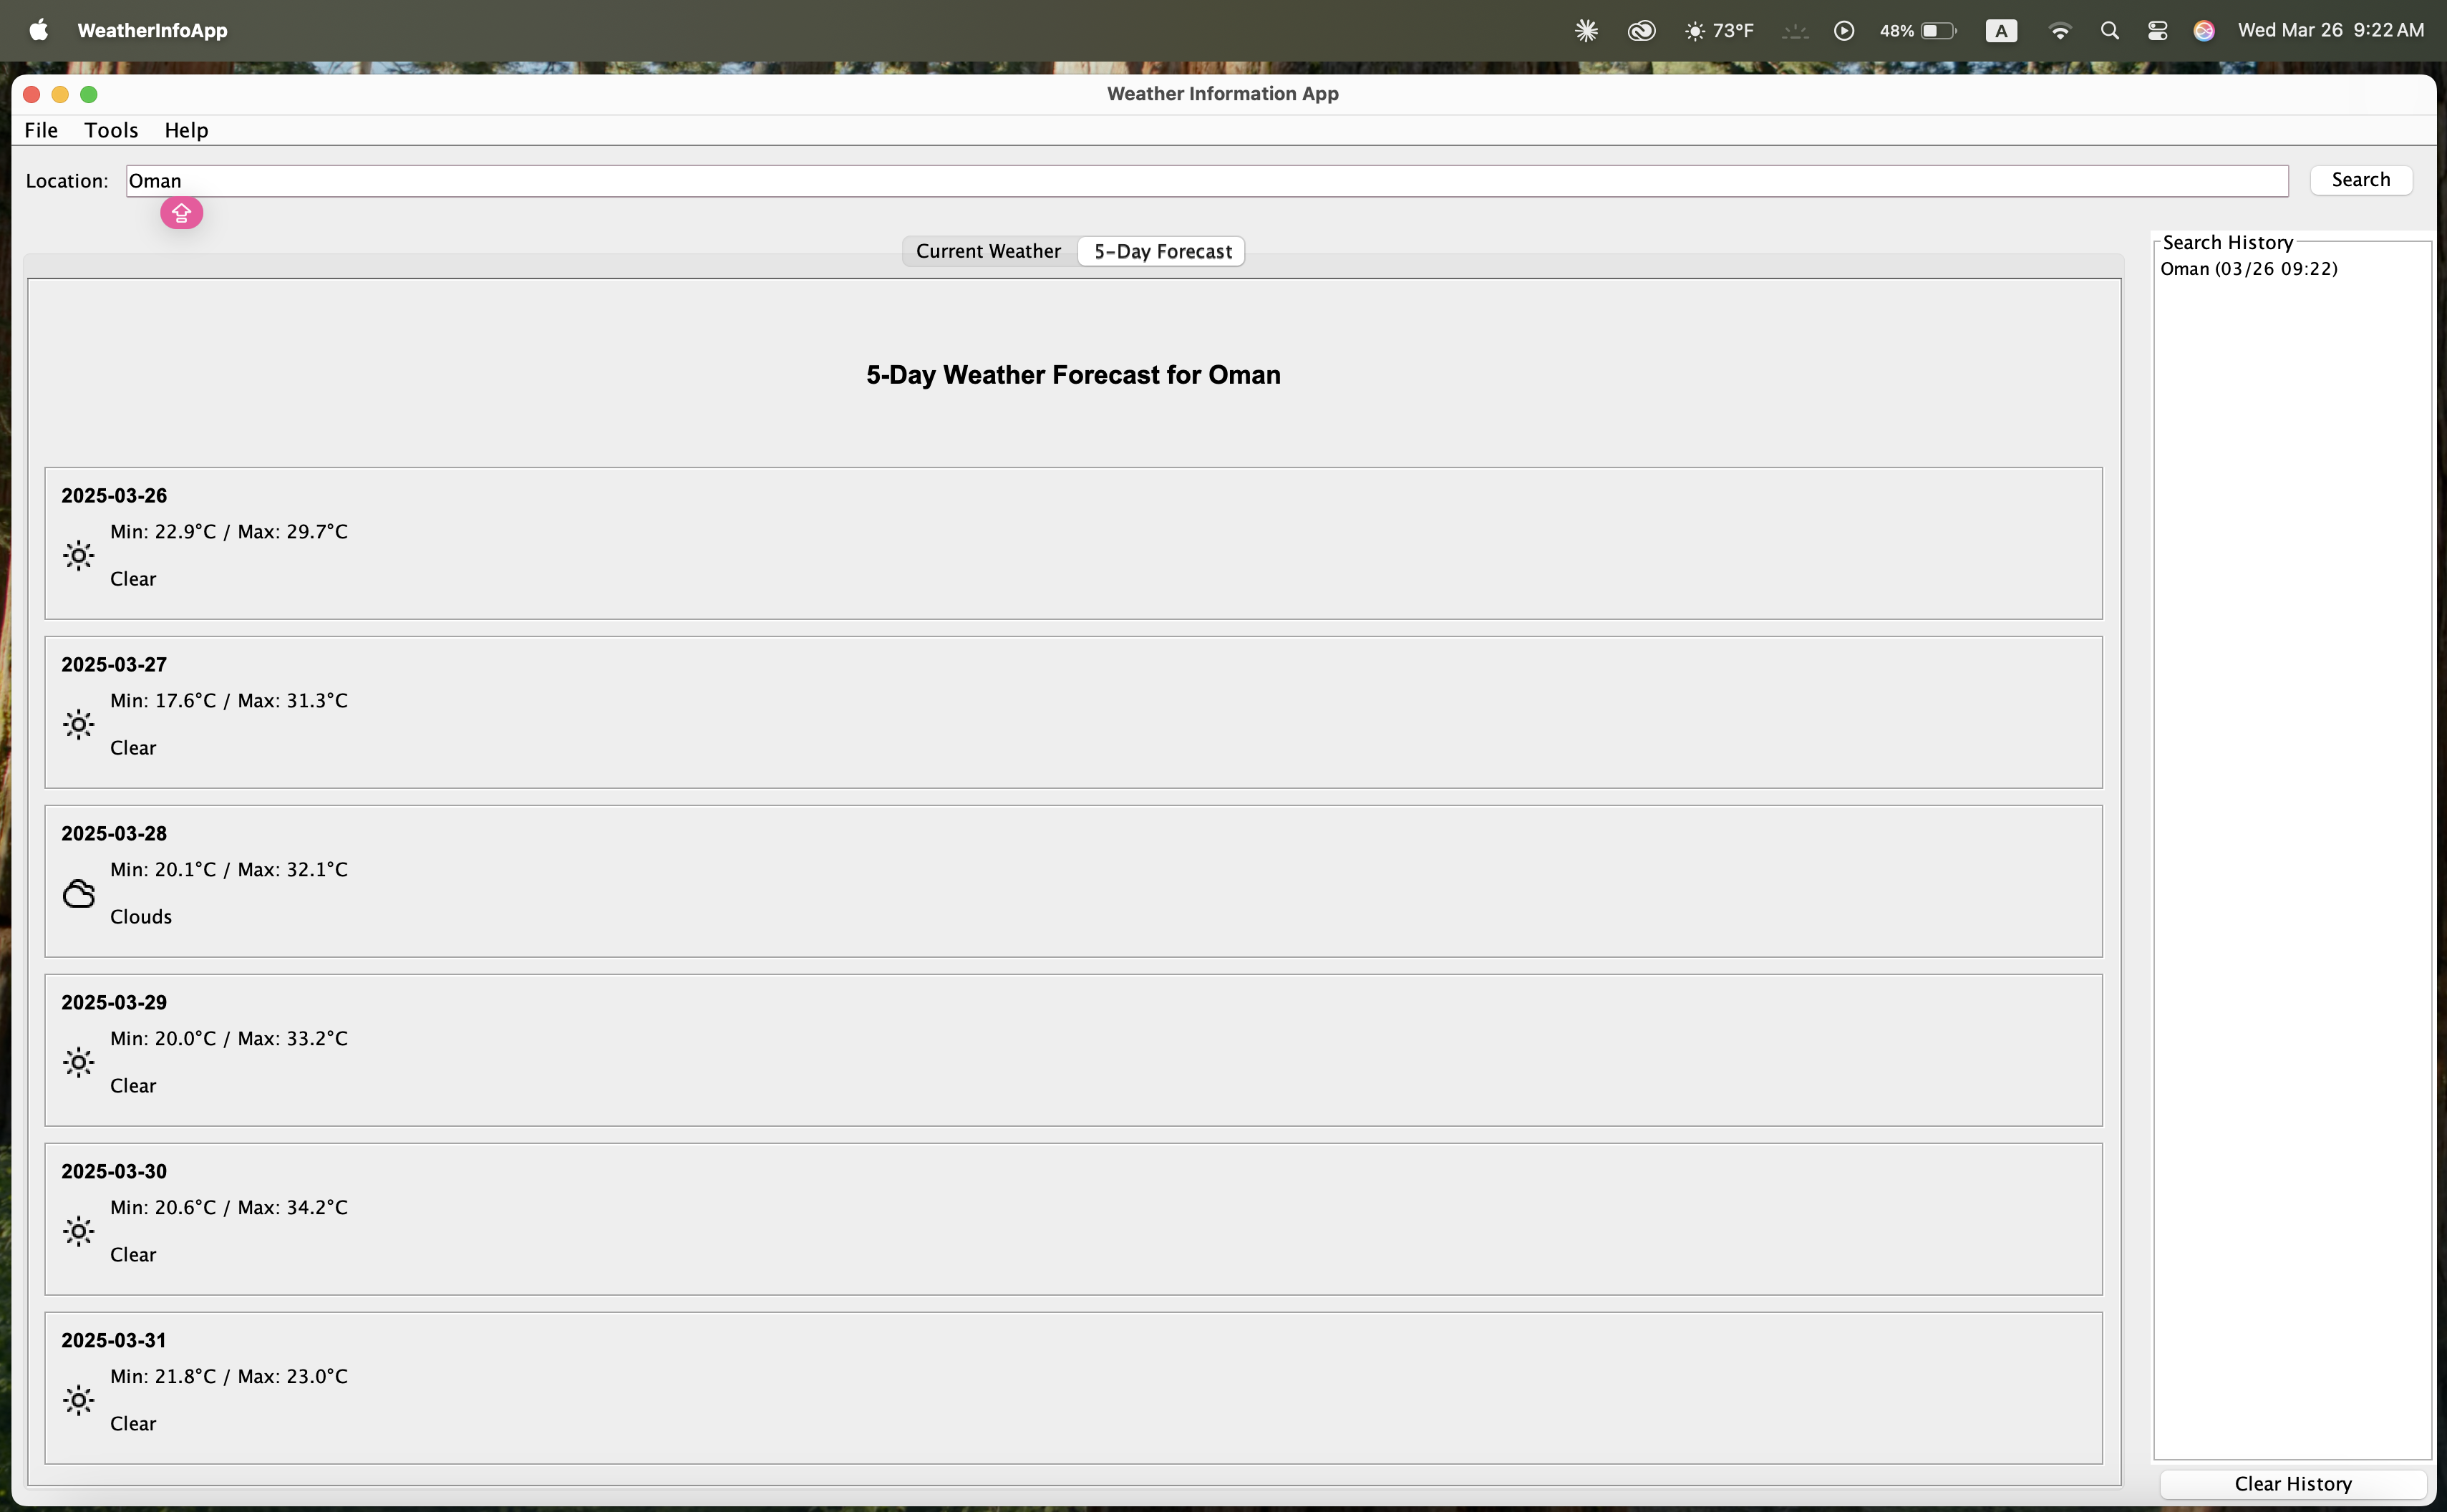 WeatherInfoApp
73°F
48%
A
Wed Mar 26 9:22 AM
Weather Information App
File Tools Help
Location: Oman
Search
Current Weather 5-Day Forecast
Search History
Oman (03/26 09:22)
5-Day Weather Forecast for Oman
2025-03-26
Min: 22.9°C / Max: 29.7°C
Clear
2025-03-27
Min: 17.6°C / Max: 31.3°C
Clear
2025-03-28
Min: 20.1°C / Max: 32.1°C
Clouds
2025-03-29
Min: 20.0°C / Max: 33.2°C
Clear
2025-03-30
Min: 20.6°C / Max: 34.2°C
Clear
2025-03-31
Min: 21.8°C / Max: 23.0°C
Clear
Clear History